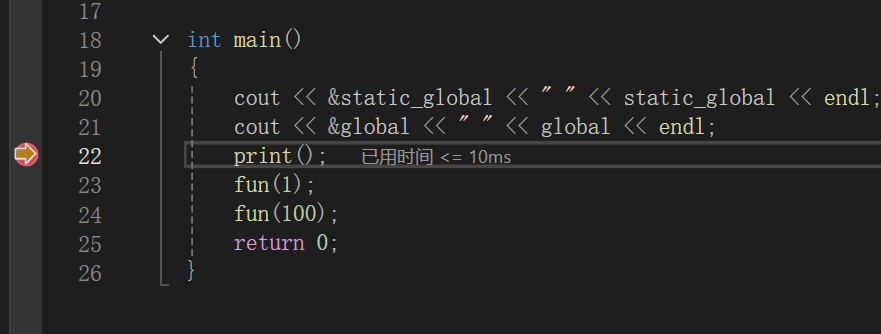 17
18 int main()
19 {
20 cout << &static_global << " " << static_global << endl;
21 cout << &global << " " << global << endl;
22 print(); 已用时间 <= 10ms
23 fun(1);
24 fun(100);
25 return 0;
26 }